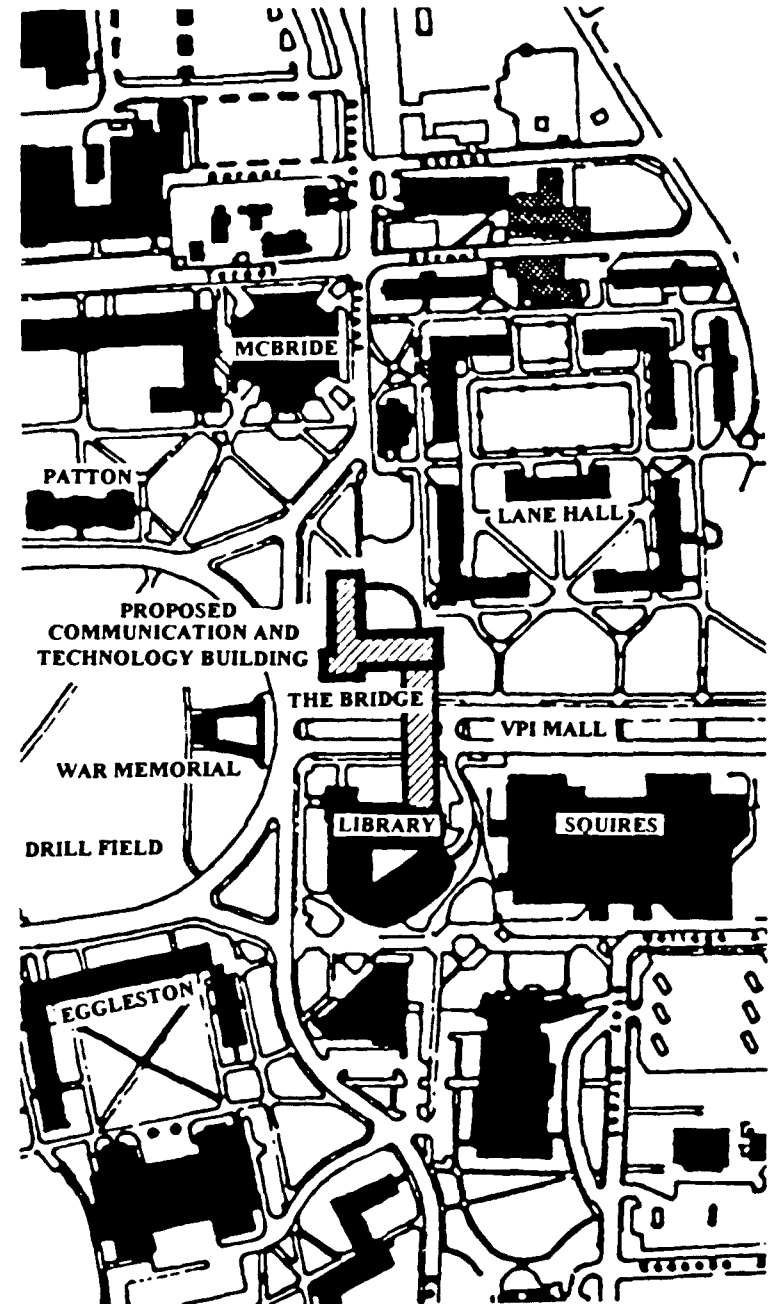 MCBRIDE
PATTON
LANE HALL
PROPOSED
COMMUNICATION AND
TECHNOLOGY BUILDING
THE BRIDGE
VPI MALL
WAR MEMORIAL
LIBRARY
SQUIRES
DRILL FIELD
EGGLESTON